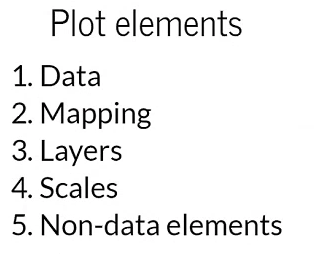 Plot elements
1. Data
2. Mapping
3. Layers
4. Scales
5. Non-data elements